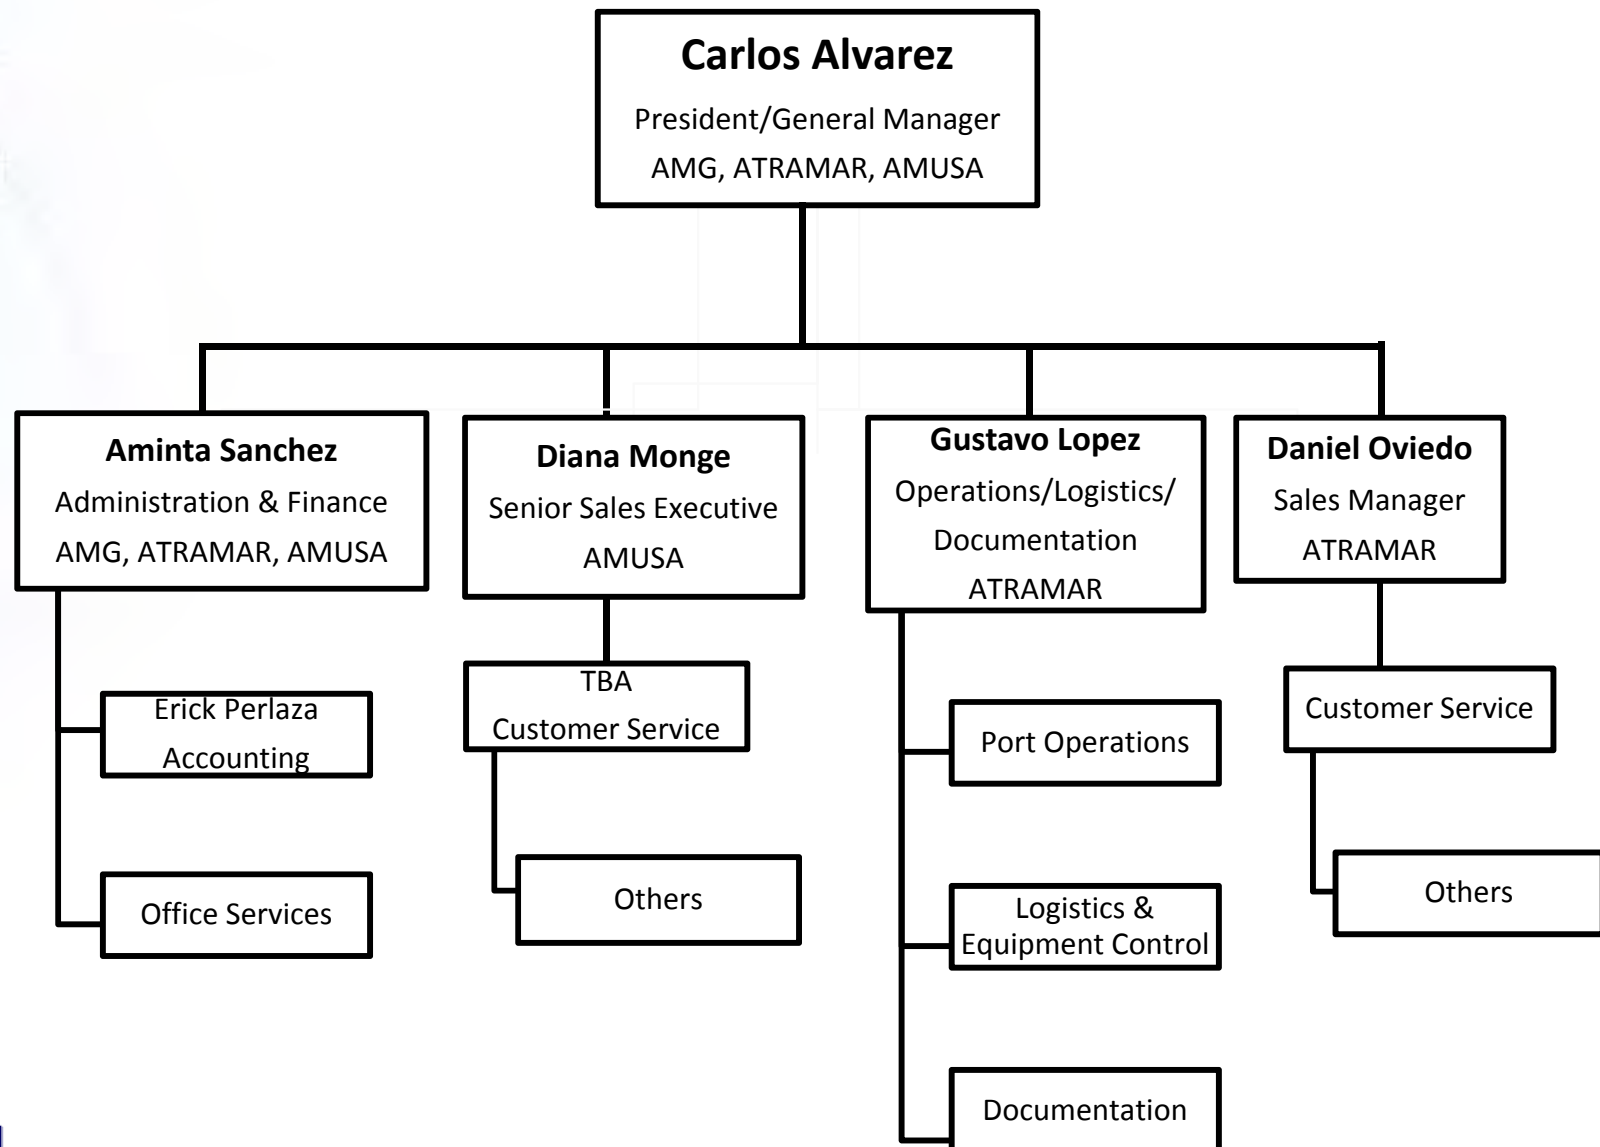 Carlos Alvarez
President/General Manager
AMG, ATRAMAR, AMUSA
Aminta Sanchez
Administration & Finance
AMG, ATRAMAR, AMUSA
Erick Perlaza
Accounting
Office Services
Diana Monge
Senior Sales Executive
AMUSA
TBA
Customer Service
Others
Gustavo Lopez
Operations/Logistics/
Documentation
ATRAMAR
Port Operations
Logistics &
Equipment Control
Documentation
Daniel Oviedo
Sales Manager
ATRAMAR
Customer Service
Others